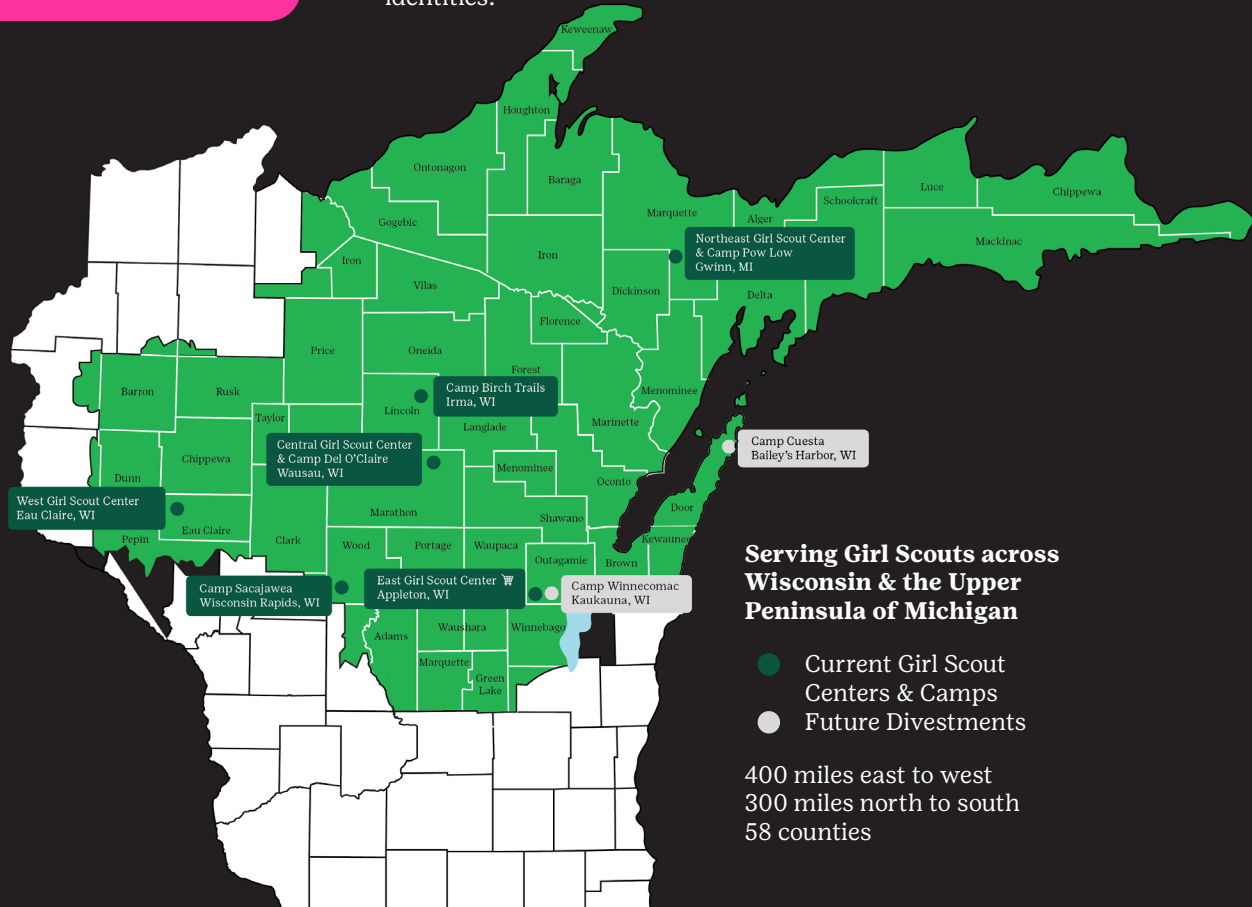 identities.
Keweenaw
Houghton
Ontonagon
Baraga
Gogebic
Marquette
Alger
Schoolcraft
Luce
Chippewa
Mackinac
Iron
Iron
Vilas
Dickinson
Delta
Northeast Girl Scout Center
& Camp Pow Low
Gwinn, MI
Florence
Price
Oneida
Forest
Barron
Rusk
Menominee
Camp Birch Trails
Irma, WI
Lincoln
Taylor
Langlade
Marinette
Chippewa
Central Girl Scout Center
& Camp Del O’Claire
Wausau, WI
Camp Cuesta
Bailey’s Harbor, WI
Menominee
Dunn
Oconto
West Girl Scout Center
Eau Claire, WI
Door
Marathon
Shawano
Eau Claire
Pepin
Clark
Wood
Portage
Waupaca
Outagamie
Brown
Kewaunee
Camp Sacajawea
Wisconsin Rapids, WI
East Girl Scout Center
Appleton, WI
Camp Winnecomac
Kaukauna, WI
Adams
Waushara
Winnebago
Marquette
Green
Lake
Serving Girl Scouts across
Wisconsin & the Upper
Peninsula of Michigan
Current Girl Scout
Centers & Camps
Future Divestments
400 miles east to west
300 miles north to south
58 counties